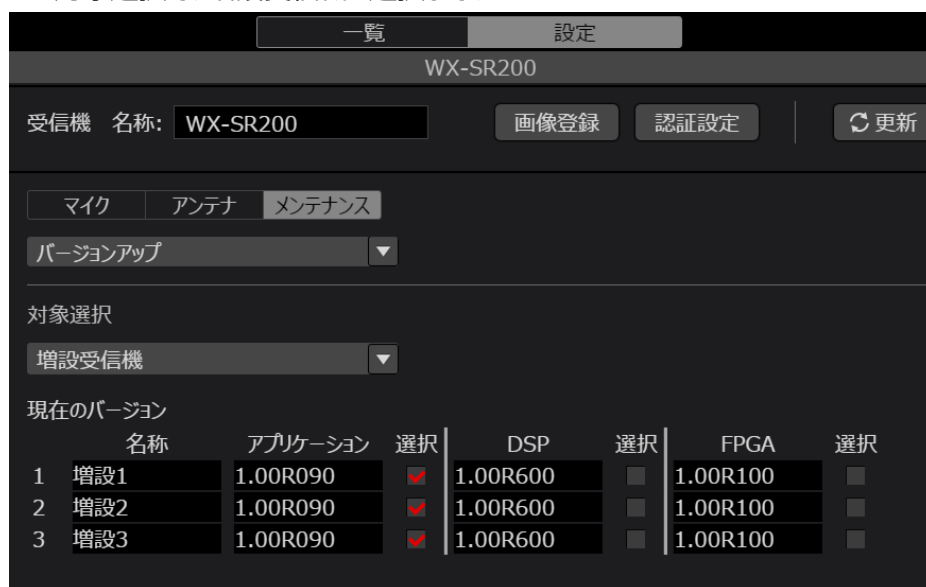 一覧 設定
WX-SR200
受信機 名称: WX-SR200 画像登録 認証設定 更新
マイク アンテナ メンテナンス
バージョンアップ
対象選択
増設受信機
現在のバージョン
名称 アプリケーション 選択 DSP 選択 FPGA 選択
1 増設1 1.00R090 1.00R600 1.00R100
2 増設2 1.00R090 1.00R600 1.00R100
3 増設3 1.00R090 1.00R600 1.00R100